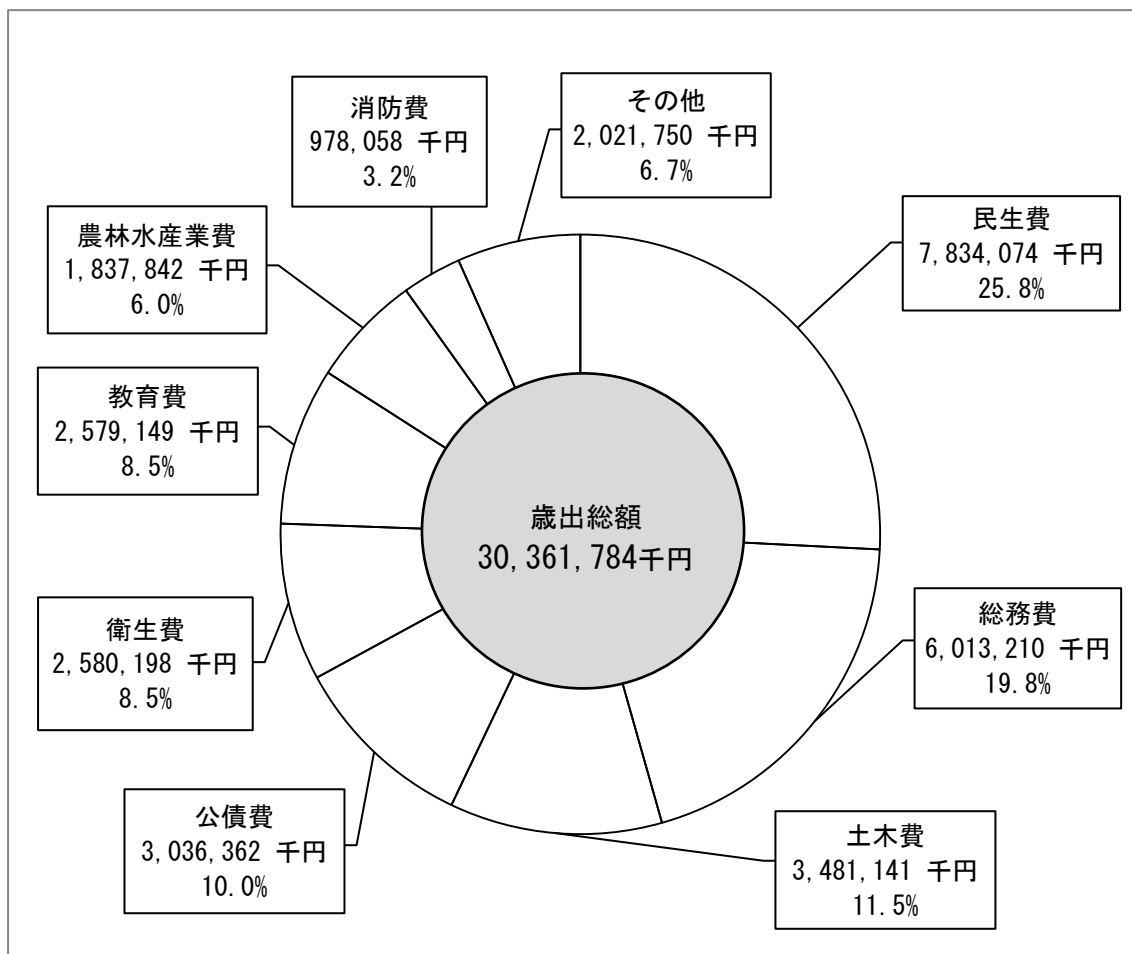 消防費
978,058 千円
3.2%
その他
2,021,750 千円
6.7%
民生費
7,834,074 千円
25.8%
農林水産業費
1,837,842 千円
6.0%
教育費
2,579,149 千円
8.5%
歳出総額
30,361,784千円
衛生費
2,580,198 千円
8.5%
総務費
6,013,210 千円
19.8%
公債費
3,036,362 千円
10.0%
土木費
3,481,141 千円
11.5%